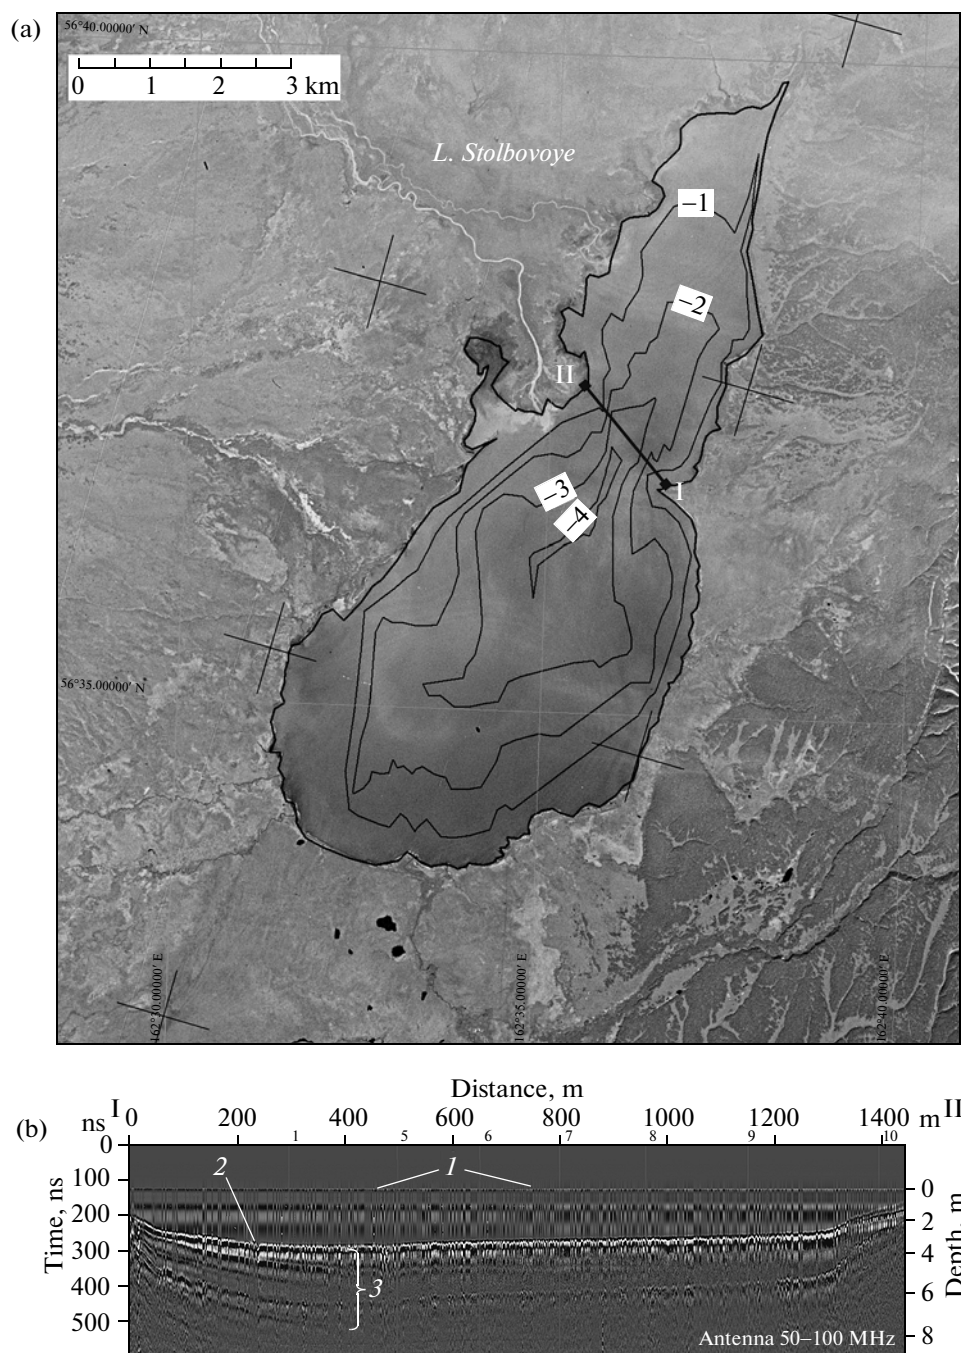 (a)
56°40.00000′ N
0 1 2 3 km
L. Stolbovoye
–1
–2
II
I
–3
–4
56°35.00000′ N
162°30.00000′ E
162°35.00000′ E
162°40.00000′ E
Distance, m
ns I 0 200 400 600 800 1000 1200 1400 m II
(b)
1 5 6 7 8 9 10
0
100
200
300
400
500
Time, ns
2
1
3
0
2
4
6
8
Depth, m
Antenna 50–100 MHz